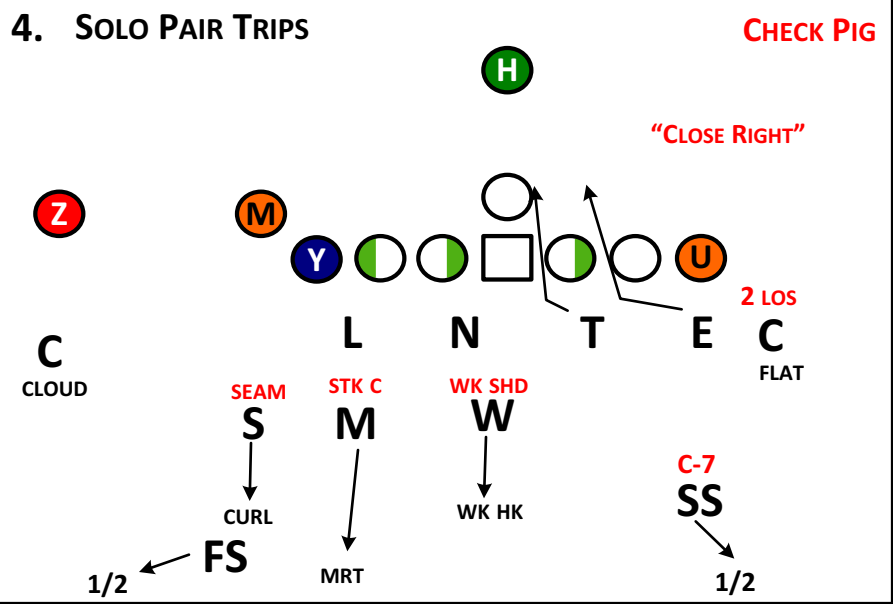 4. SOLO PAIR TRIPS
CHECK PIG
H
"CLOSE RIGHT"
Z
M
Y
U
2 LOS
C
L
N
T
E
C
CLOUD
FLAT
SEAM
STK C
WK SHD
S
M
W
C-7
SS
CURL
WK HK
FS
MRT
1/2
1/2